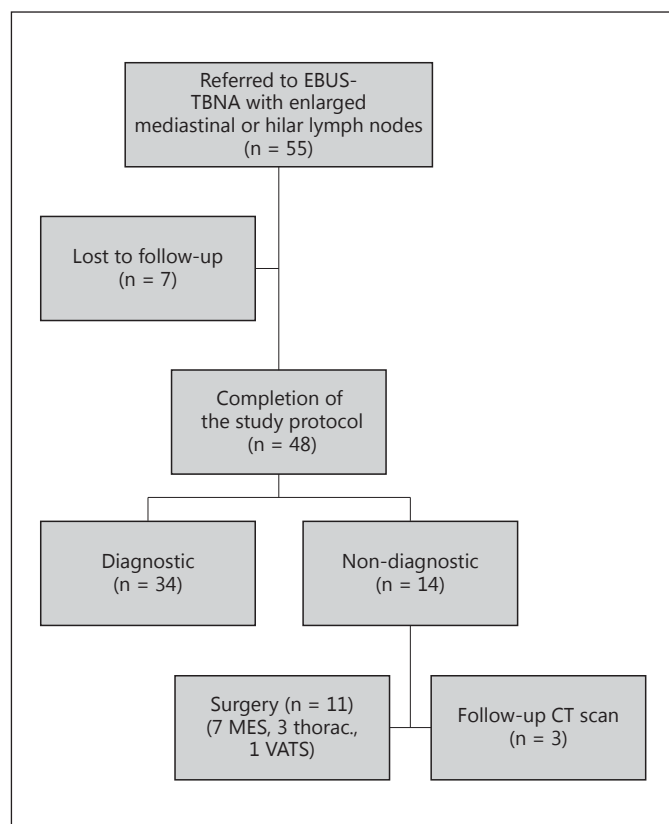 Referred to EBUS-
TBNA with enlarged
mediastinal or hilar lymph nodes
(n = 55)
Lost to follow-up
(n = 7)
Completion of
the study protocol
(n = 48)
Diagnostic
(n = 34)
Non-diagnostic
(n = 14)
Surgery (n = 11)
(7 MES, 3 thorac.,
1 VATS)
Follow-up CT scan
(n = 3)